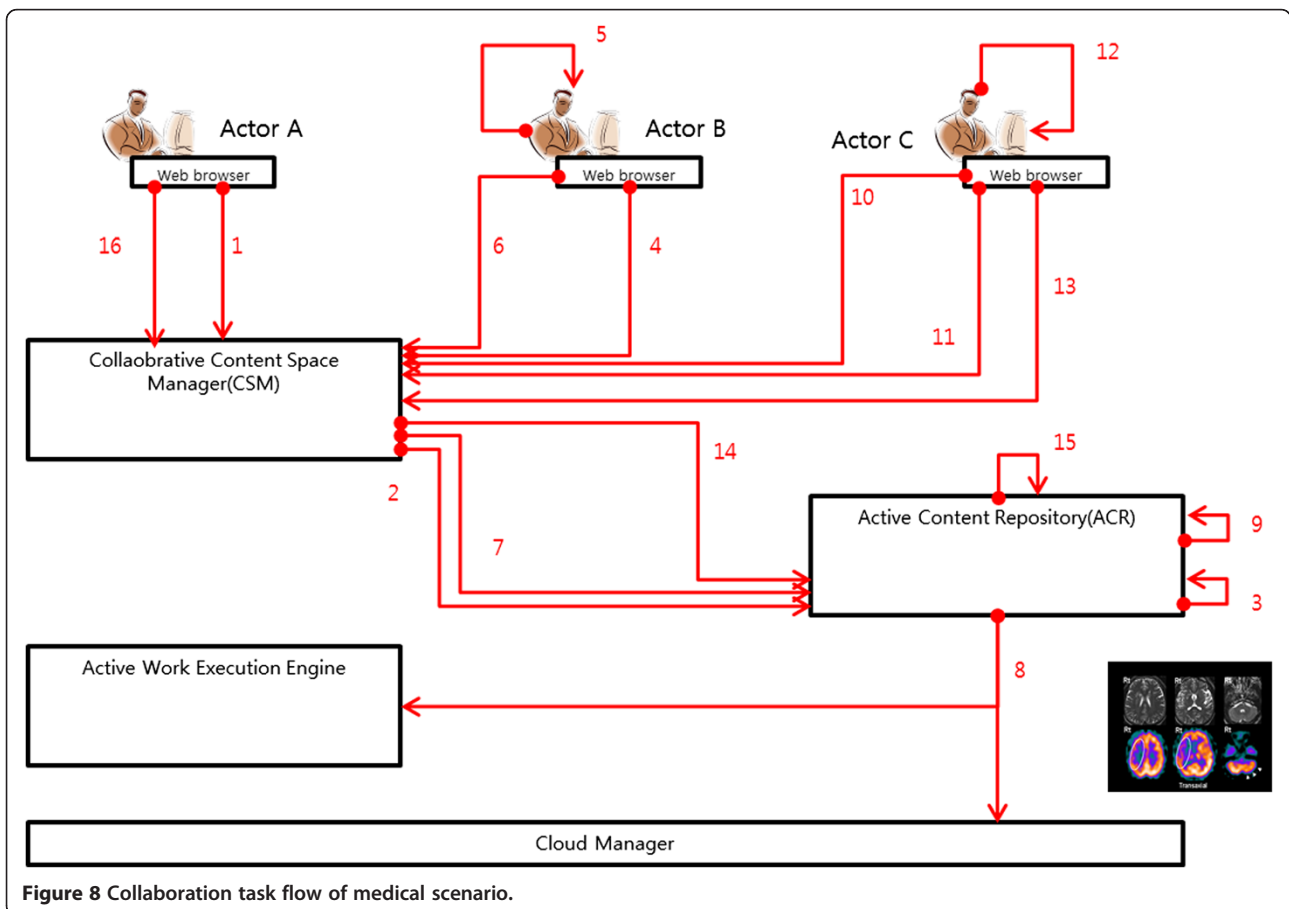 5
12
Actor A
Actor B
Actor C
Web browser
Web browser
Web browser
16
1
6
4
10
13
11
Collaobrative Content Space
Manager(CSM)
14
15
2
7
Active Content Repository(ACR)
9
3
Active Work Execution Engine
8
Rt
Rt
Rt
Rt
Rt
Rt
Transaxial
Cloud Manager
Figure 8 Collaboration task flow of medical scenario.